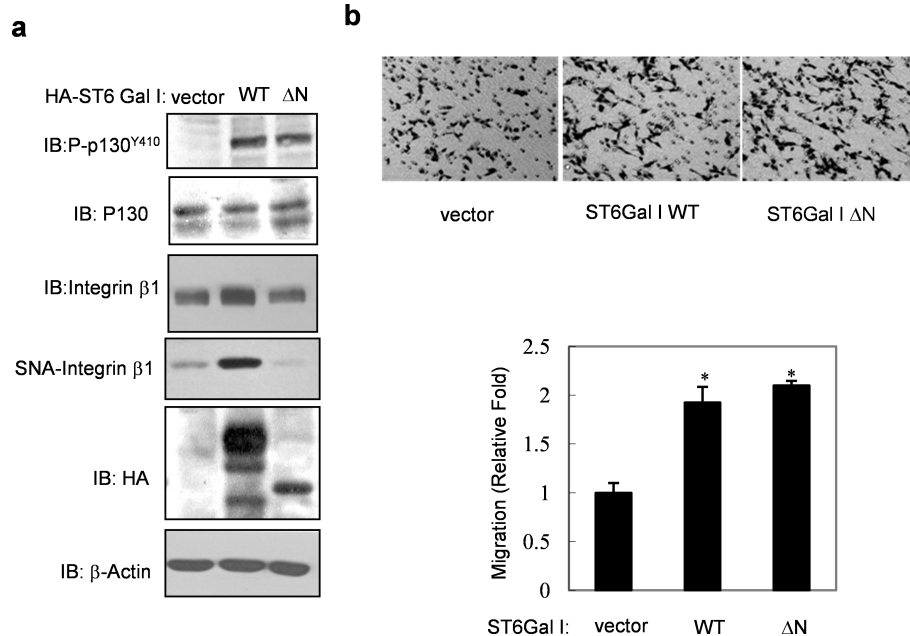 a
HA-ST6 Gal I: vector WT ΔN
IB:P-p130Y410
IB: P130
IB:Integrin β1
SNA-Integrin β1
IB: HA
IB: β-Actin
b
vector ST6Gal I WT ST6Gal I ΔN
2.5
2
1.5
1
0.5
0
Migration (Relative Fold)
* *
ST6Gal I: vector WT ΔN